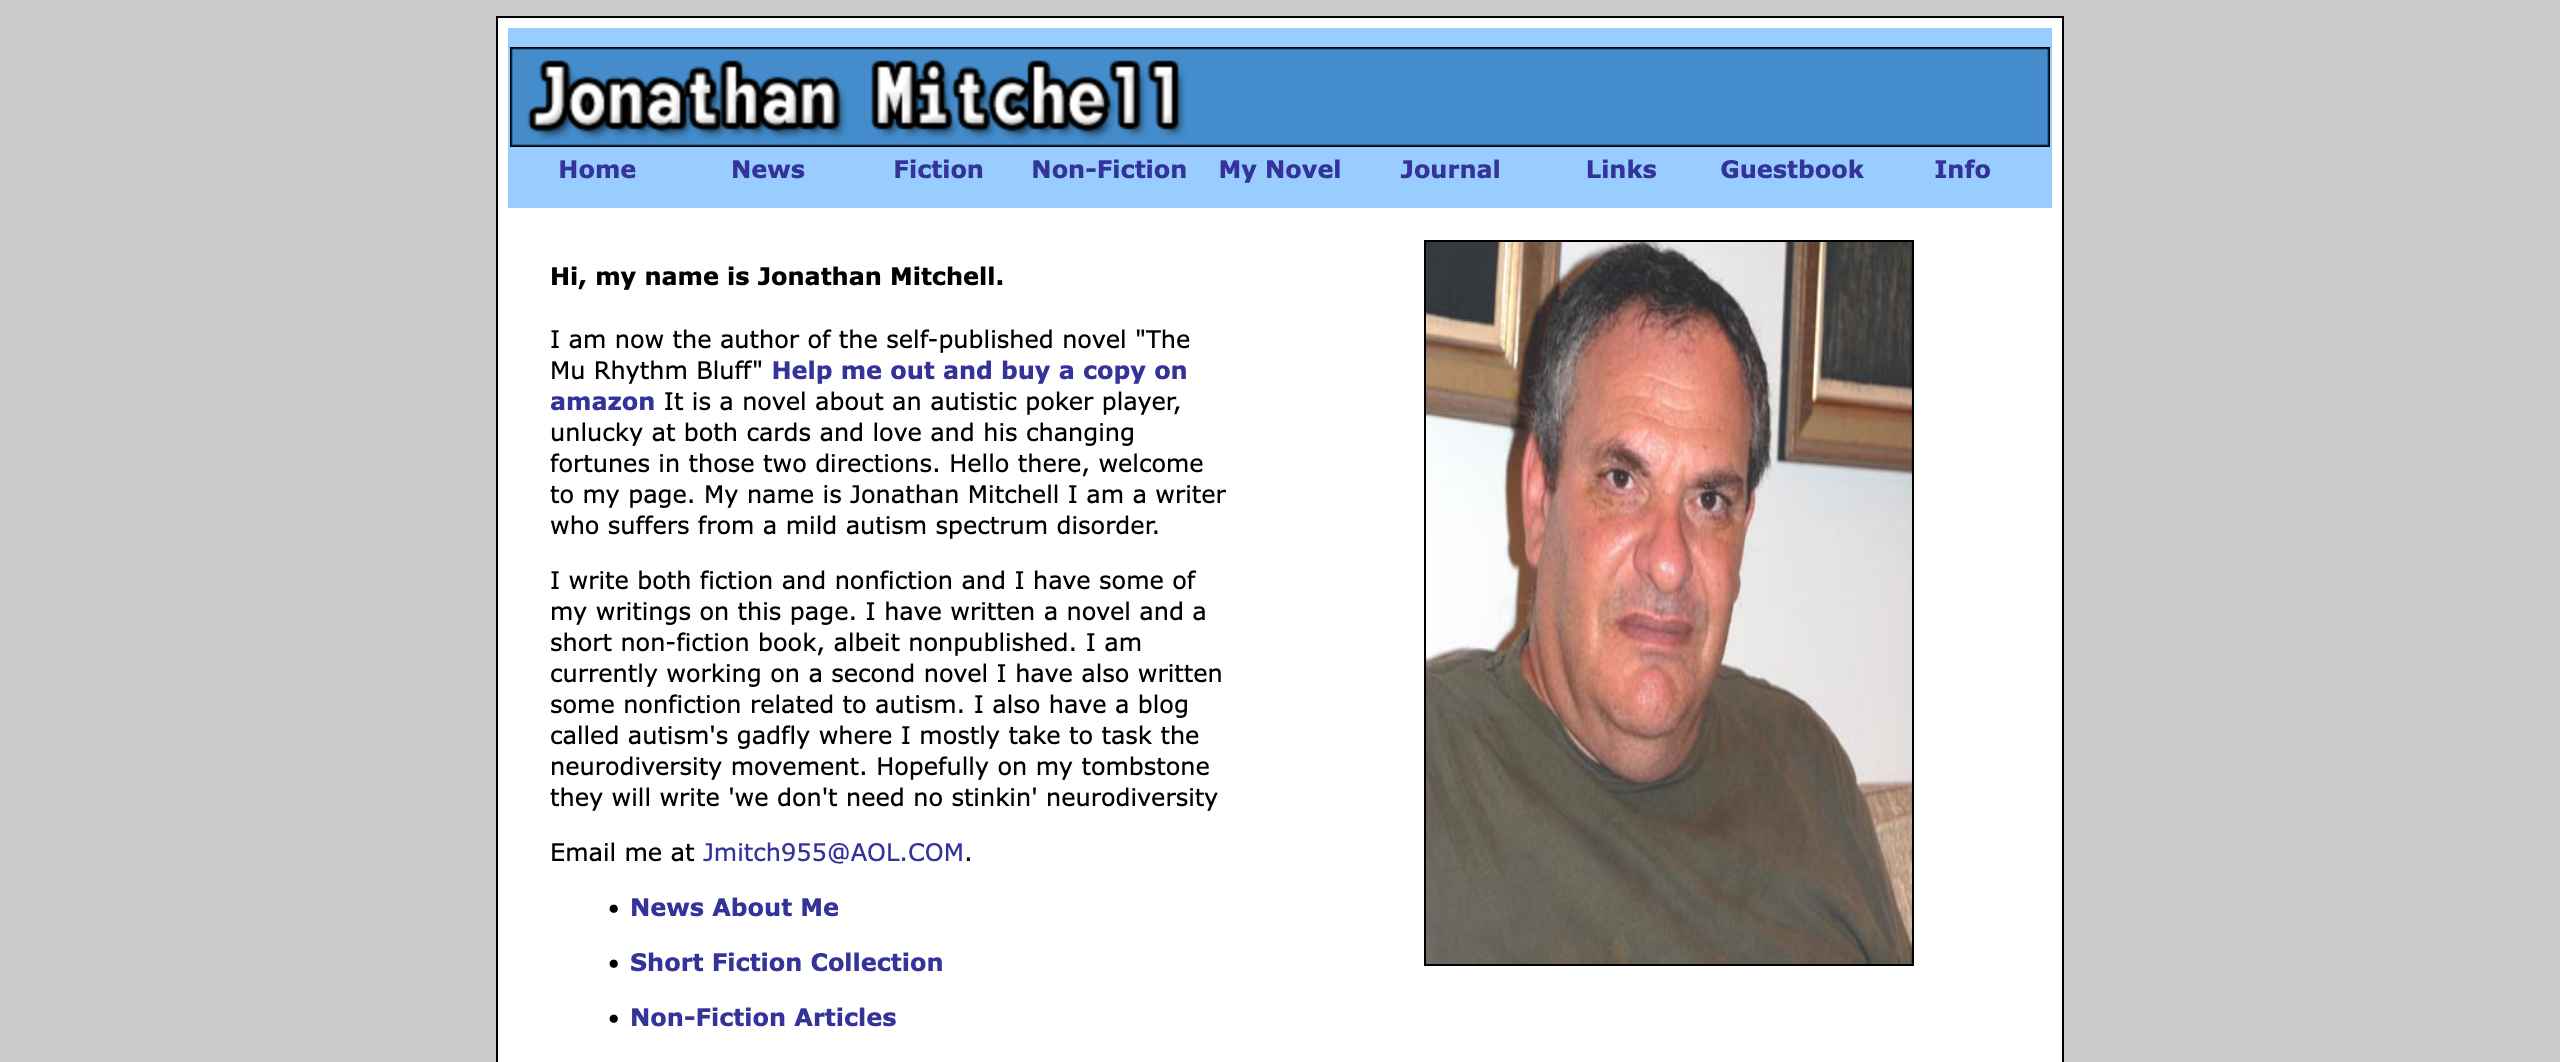 Jonathan Mitchell
Home News Fiction Non-Fiction My Novel Journal Links Guestbook Info
Hi, my name is Jonathan Mitchell.
I am now the author of the self-published novel "The
Mu Rhythm Bluff" Help me out and buy a copy on
amazon It is a novel about an autistic poker player,
unlucky at both cards and love and his changing
fortunes in those two directions. Hello there, welcome
to my page. My name is Jonathan Mitchell I am a writer
who suffers from a mild autism spectrum disorder.
I write both fiction and nonfiction and I have some of
my writings on this page. I have written a novel and a
short non-fiction book, albeit nonpublished. I am
currently working on a second novel I have also written
some nonfiction related to autism. I also have a blog
called autism's gadfly where I mostly take to task the
neurodiversity movement. Hopefully on my tombstone
they will write 'we don't need no stinkin' neurodiversity
Email me at Jmitch955@AOL.COM.
• News About Me
• Short Fiction Collection
• Non-Fiction Articles